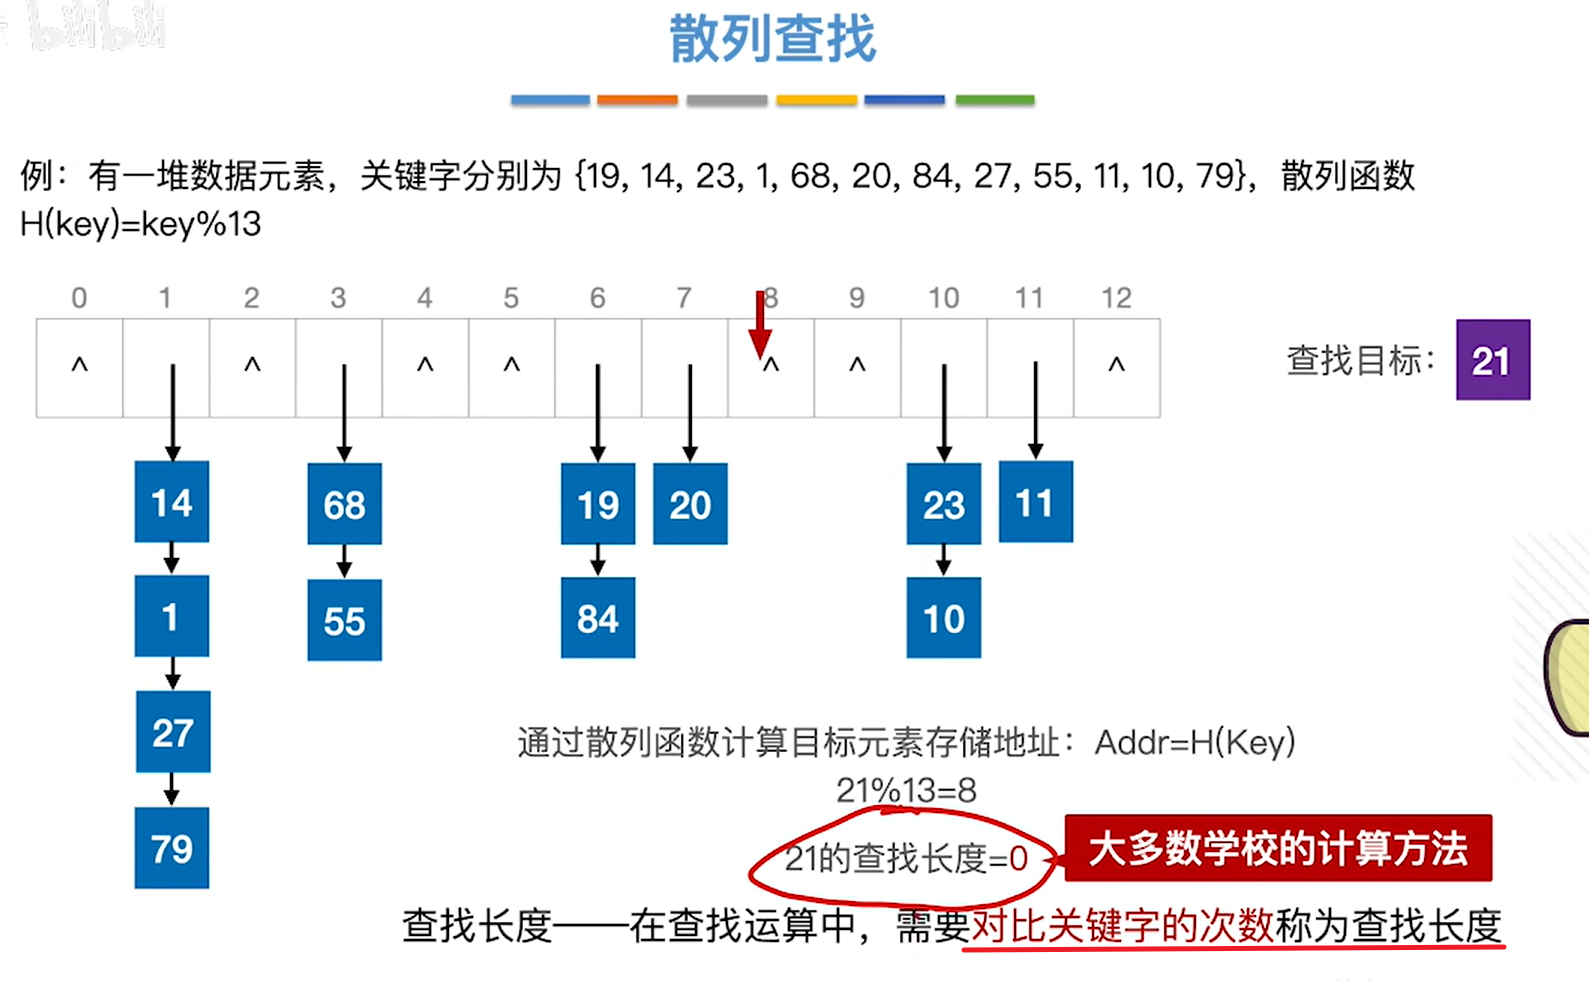 bilibili
散列查找
例：有一堆数据元素，关键字分别为 {19, 14, 23, 1, 68, 20, 84, 27, 55, 11, 10, 79}，散列函数
H(key)=key%13
0 1 2 3 4 5 6 7 8 9 10 11 12
^ ^ ^ ^ ^ ^ ^
查找目标： 21
14 68 19 20 23 11
1 55 84 10
27
79
通过散列函数计算目标元素存储地址：Addr=H(Key)
21%13=8
21的查找长度=0 大多数学校的计算方法
查找长度——在查找运算中，需要对比关键字的次数称为查找长度